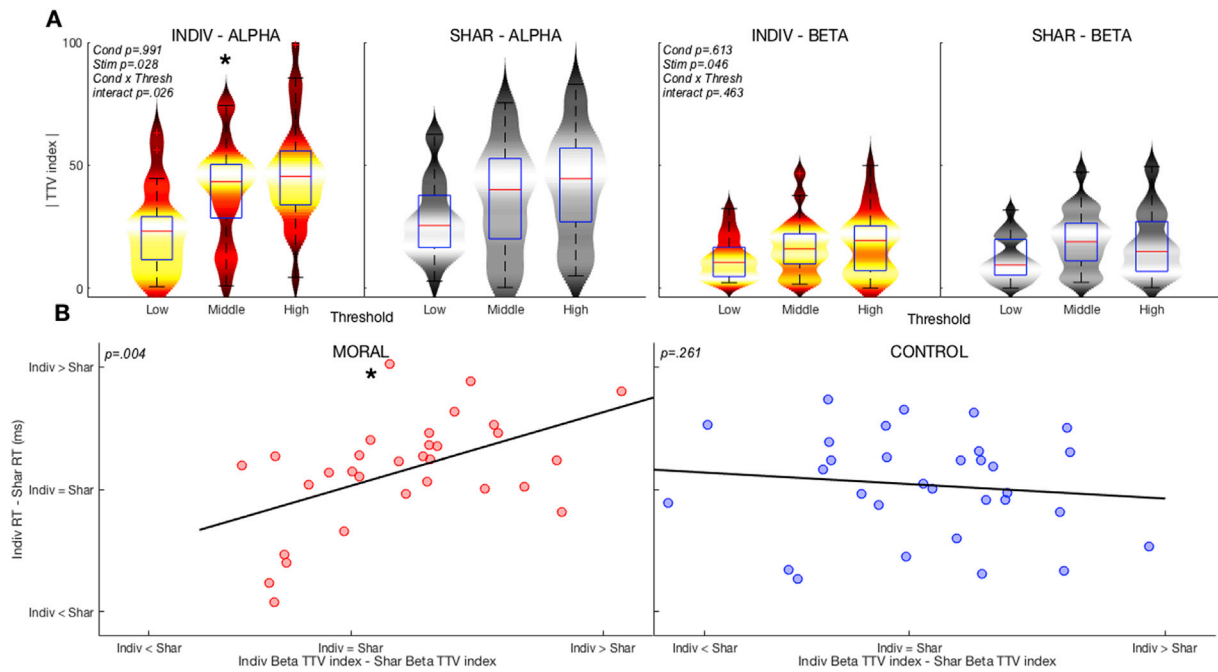 A
INDIV - ALPHA
SHAR - ALPHA
INDIV - BETA
SHAR - BETA
100
50
0
| TTV index |
Cond p=.991
Stim p=.028
Cond x Thresh
interact p=.026
*
Cond p=.613
Stim p=.046
Cond x Thresh
interact p=.463
Low
Middle
High
Low
Middle
High
Low
Middle
High
Low
Middle
High
Threshold
Threshold
B
p=.004
MORAL
*
p=.261
CONTROL
Indiv > Shar
Indiv = Shar
Indiv < Shar
Indiv RT - Shar RT (ms)
Indiv < Shar
Indiv = Shar
Indiv > Shar
Indiv < Shar
Indiv = Shar
Indiv > Shar
Indiv Beta TTV index - Shar Beta TTV index
Indiv Beta TTV index - Shar Beta TTV index